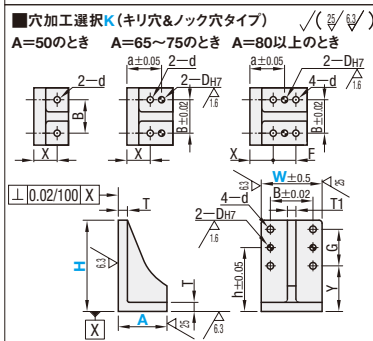 ■穴加工選択K(キリ穴&ノック穴タイプ)
25 6.3
A=50のとき A=65〜75のとき A=80以上のとき
2−d
B
X
a±0.05
2−DH7
1.6
B±0.02
X
a±0.05
2−DH7
4−d
1.6
B±0.02
X F
⊥ 0.02/100 X
T
6.3
H
T
A
25
6.3
X
6.3
W±0.5
25
4−d
B±0.02
T1
2−DH7
1.6
G
h±0.05
Y